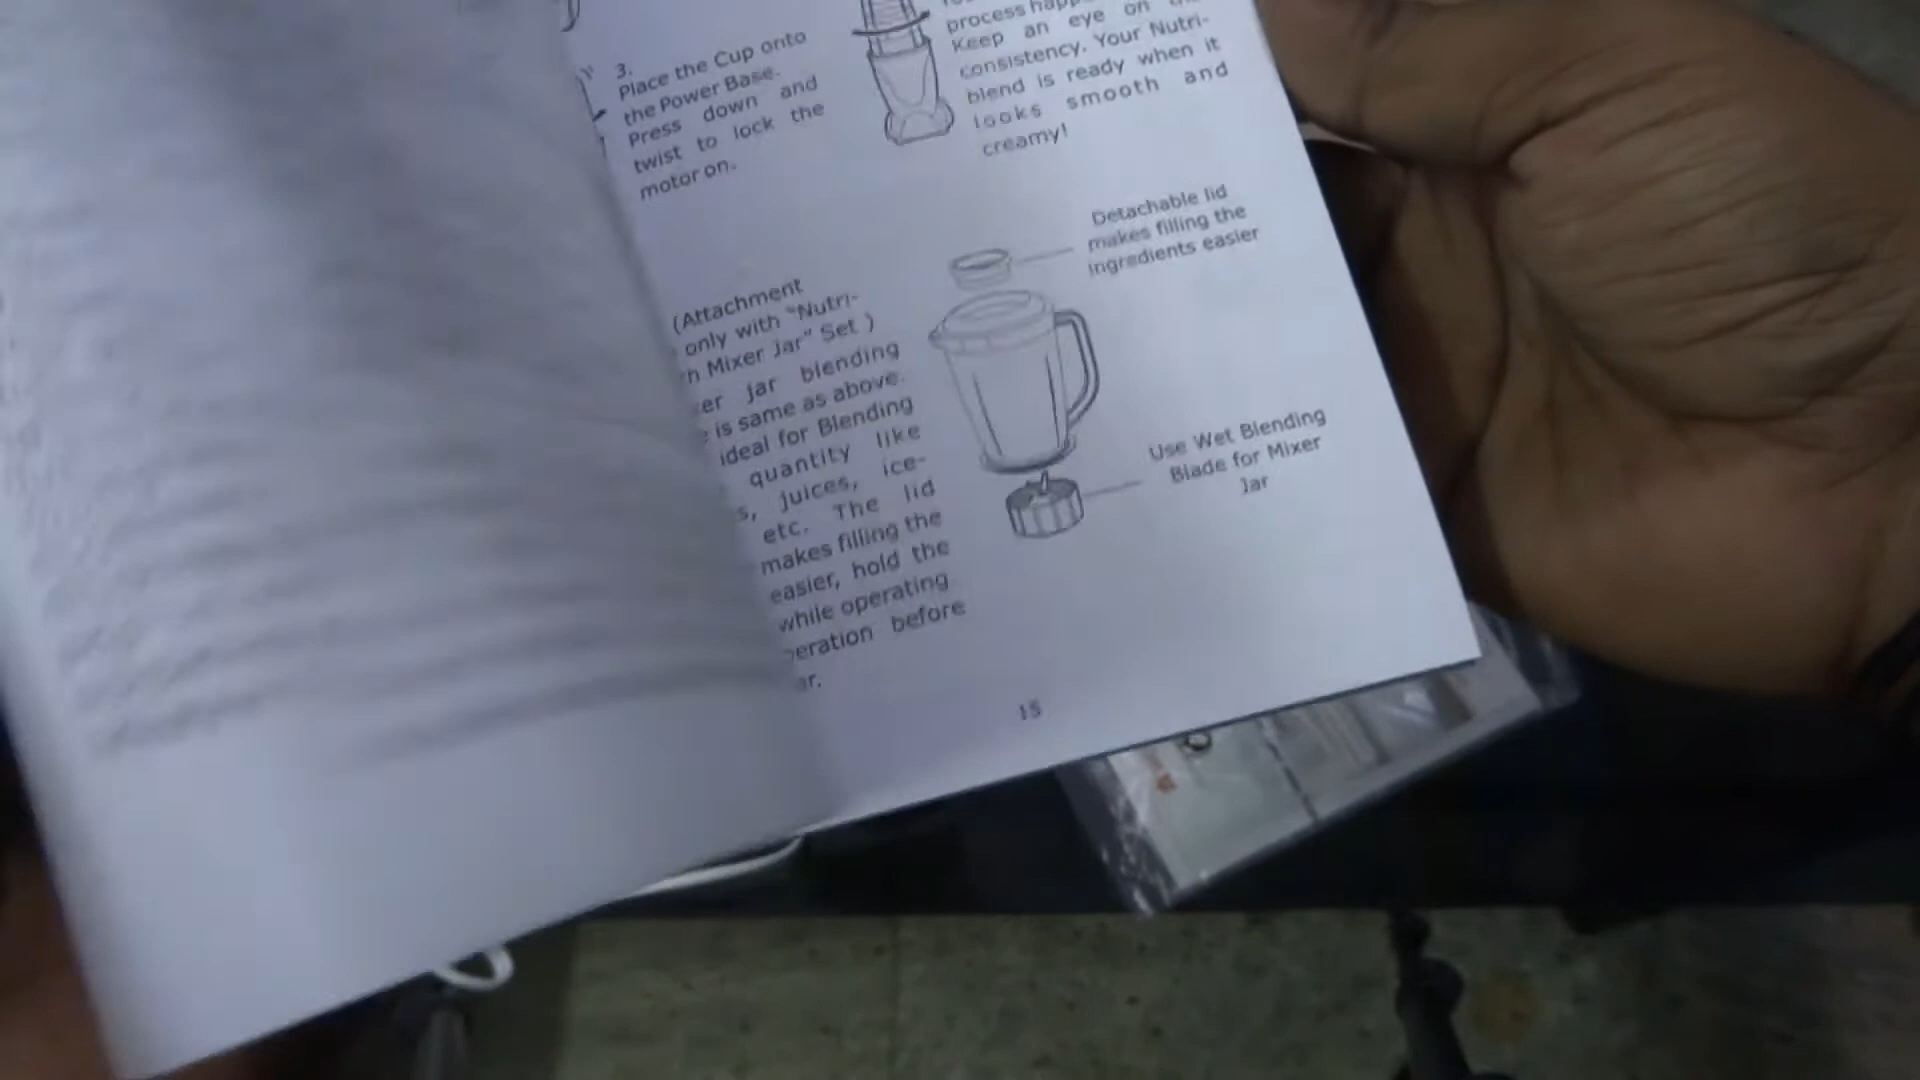 3.
Place the Cup onto
the Power Base.
Press down and
twist to lock the
motor on.
process
Keep an eye on
consistency. Your Nutri-
blend is ready when it
looks smooth and
creamy!
Detachable lid
makes filling the
ingredients easier
(Attachment
only with "Nutri-
Mixer Jar" Set )
jar blending
is same as above.
ideal for Blending
quantity like
juices, ice-
etc. The lid
makes filling the
easier, hold the
while operating
before
Use Wet Blending
Blade for Mixer
Jar
15